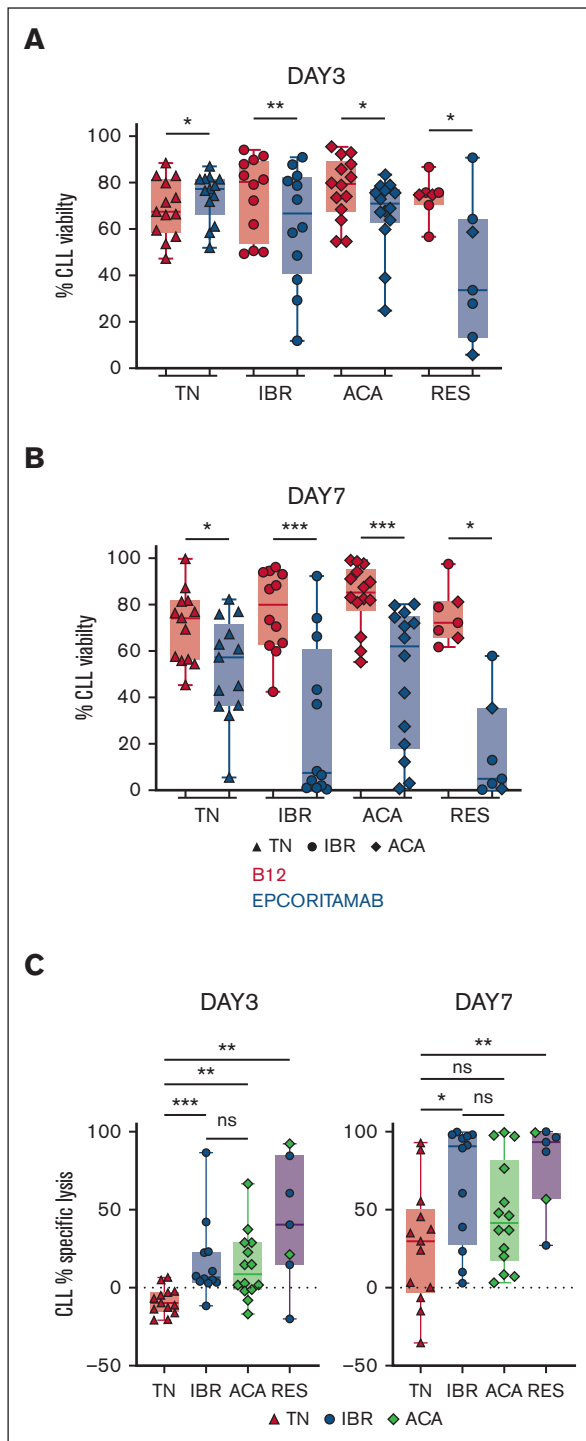 A
DAY3
* ** * *
% CLL viability
100
80
60
40
20
0
TN IBR ACA RES
B
DAY7
* *** *** *
% CLL viability
100
80
60
40
20
0
TN IBR ACA RES
TN IBR ACA
B12
EPCORITAMAB
C
DAY3
**
**
***
ns
CLL % specific lysis
100
50
0
–50
TN IBR ACA RES
DAY7
**
ns
*
ns
100
50
0
–50
TN IBR ACA RES
TN IBR ACA